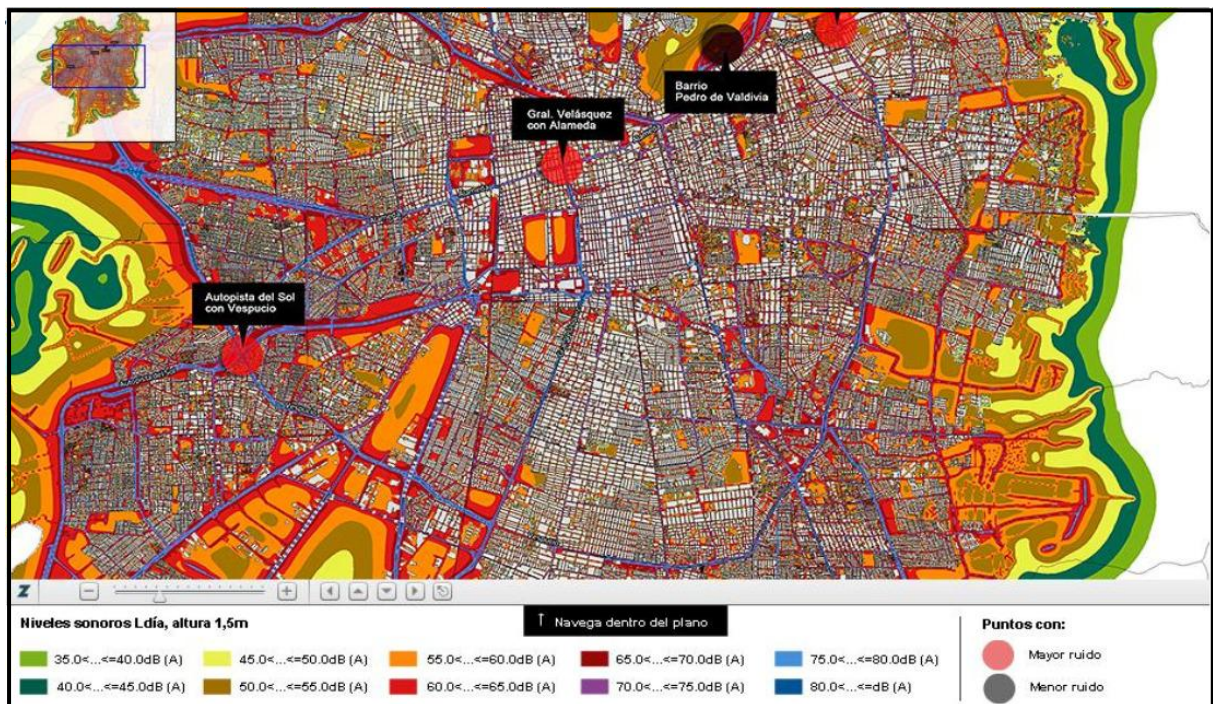 Barrio
Pedro de Valdivia
Gral. Velásquez
con Alameda
Autopista del Sol
con Vespucio
Autopista del Sol
Z
Navega dentro del plano
Niveles sonoros Ldía, altura 1,5m
35.0<...<=40.0dB (A)
45.0<...<=50.0dB (A)
55.0<...<=60.0dB (A)
65.0<...<=70.0dB (A)
75.0<...<=80.0dB (A)
40.0<...<=45.0dB (A)
50.0<...<=55.0dB (A)
60.0<...<=65.0dB (A)
70.0<...<=75.0dB (A)
80.0<...<=dB (A)
Puntos con:
Mayor ruido
Menor ruido